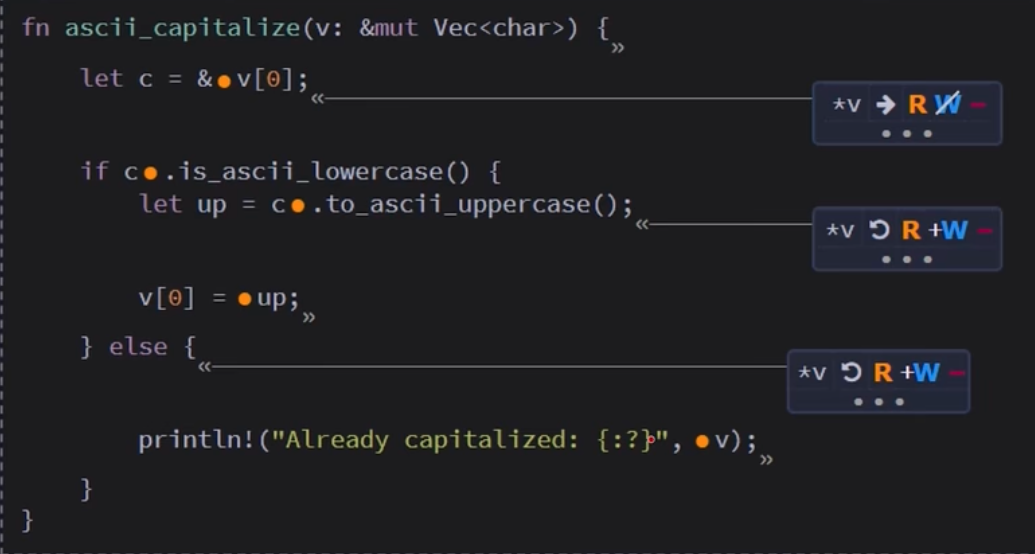 fn ascii_capitalize(v: &mut Vec<char>) { »
let c = &●v[0]; «
*v → R W -
• • •
if c●.is_ascii_lowercase() {
let up = c●.to_ascii_uppercase(); «
*v ↺ R +W -
• • •
v[0] = ●up; »
} else { «
*v ↺ R +W -
• • •
println!("Already capitalized: {:?}", ●v); »
}
}